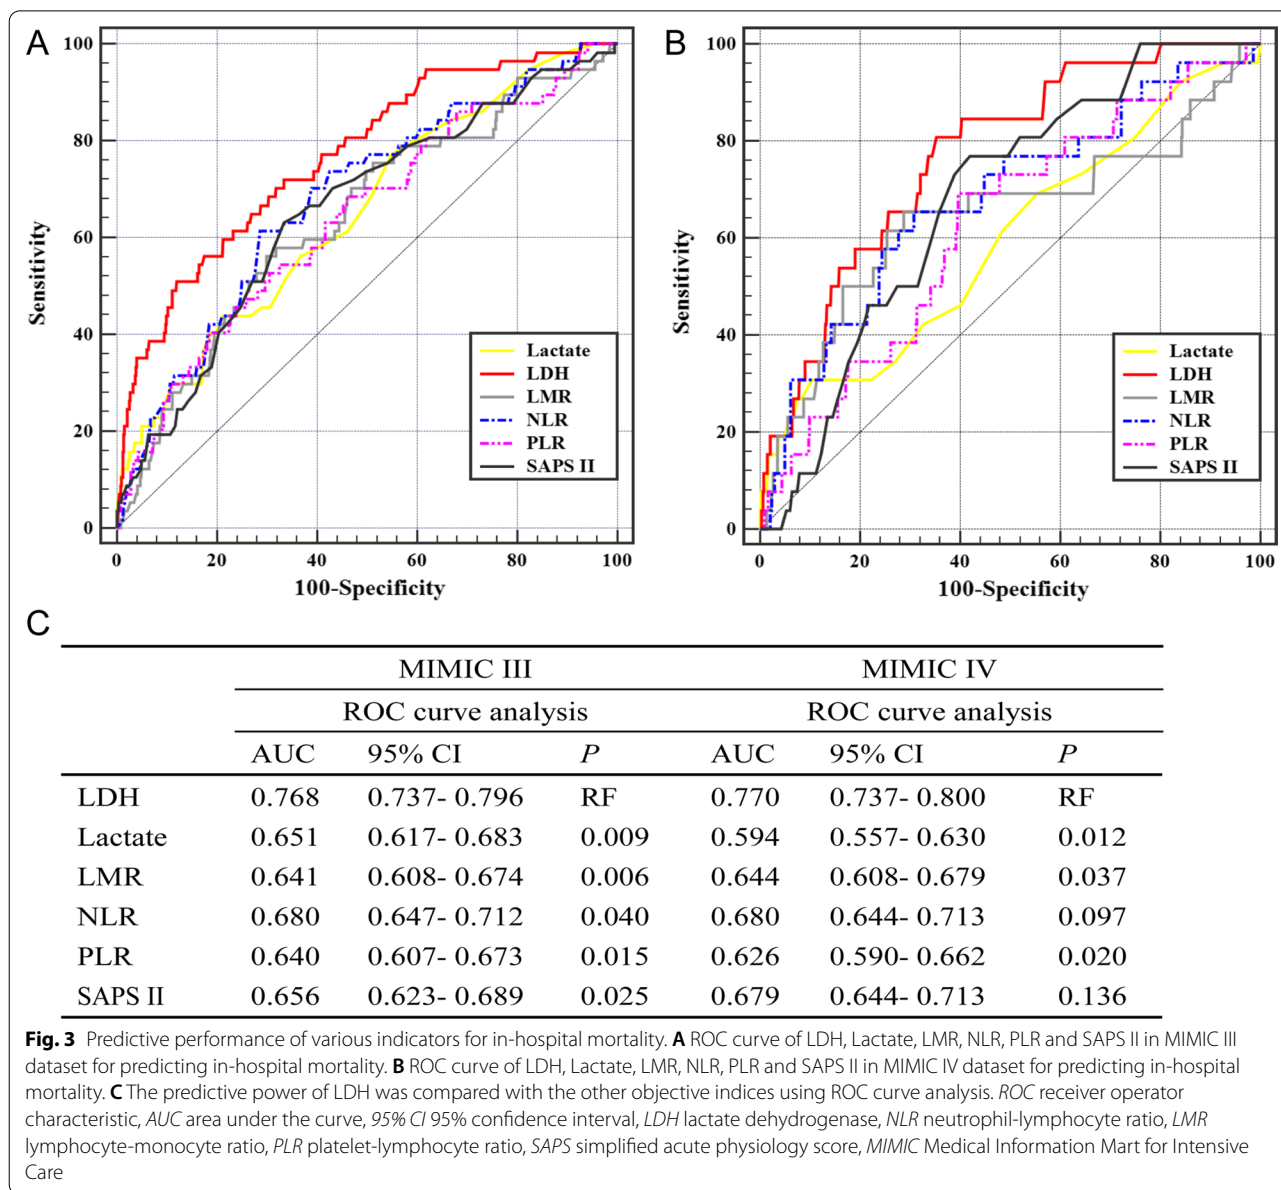 A
100
80
60
40
20
0
Sensitivity
0 20 40 60 80 100
100-Specificity
Lactate
LDH
LMR
NLR
PLR
SAPS II
B
100
80
60
40
20
0
Sensitivity
0 20 40 60 80 100
100-Specificity
Lactate
LDH
LMR
NLR
PLR
SAPS II
C
MIMIC III MIMIC IV
ROC curve analysis ROC curve analysis
AUC 95% CI P AUC 95% CI P
LDH 0.768 0.737- 0.796 RF 0.770 0.737- 0.800 RF
Lactate 0.651 0.617- 0.683 0.009 0.594 0.557- 0.630 0.012
LMR 0.641 0.608- 0.674 0.006 0.644 0.608- 0.679 0.037
NLR 0.680 0.647- 0.712 0.040 0.680 0.644- 0.713 0.097
PLR 0.640 0.607- 0.673 0.015 0.626 0.590- 0.662 0.020
SAPS II 0.656 0.623- 0.689 0.025 0.679 0.644- 0.713 0.136
Fig. 3 Predictive performance of various indicators for in-hospital mortality. A ROC curve of LDH, Lactate, LMR, NLR, PLR and SAPS II in MIMIC III
dataset for predicting in-hospital mortality. B ROC curve of LDH, Lactate, LMR, NLR, PLR and SAPS II in MIMIC IV dataset for predicting in-hospital
mortality. C The predictive power of LDH was compared with the other objective indices using ROC curve analysis. ROC receiver operator
characteristic, AUC area under the curve, 95% CI 95% confidence interval, LDH lactate dehydrogenase, NLR neutrophil-lymphocyte ratio, LMR
lymphocyte-monocyte ratio, PLR platelet-lymphocyte ratio, SAPS simplified acute physiology score, MIMIC Medical Information Mart for Intensive
Care